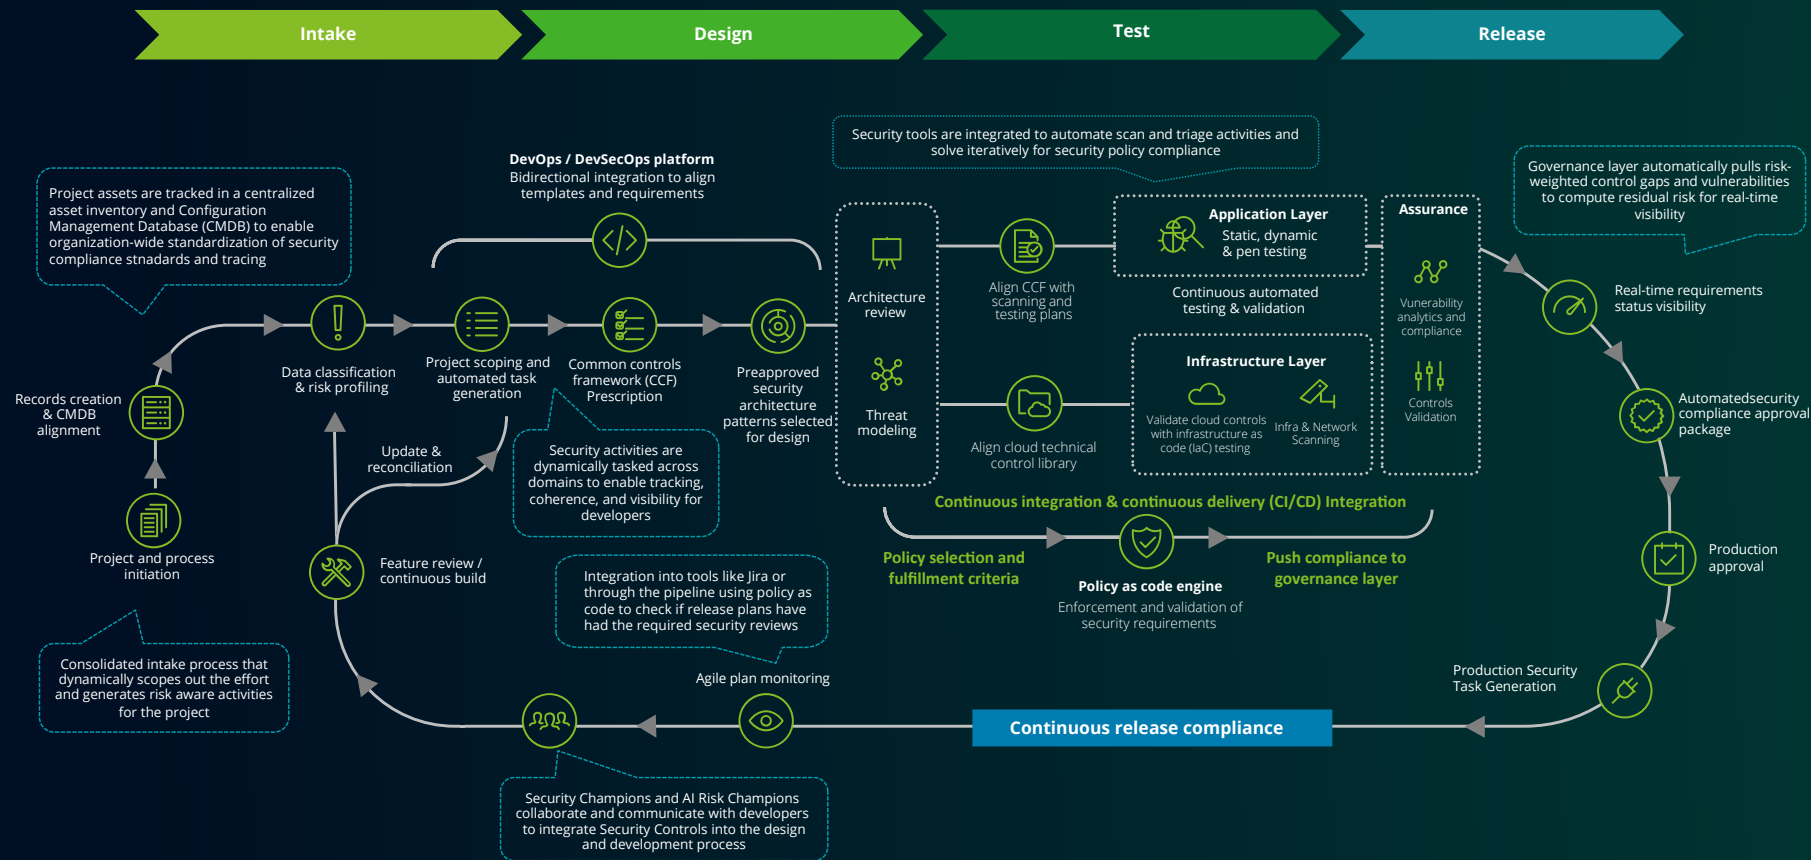 Intake
Design
Test
Release
Project assets are tracked in a centralized
asset inventory and Configuration
Management Database (CMDB) to enable
organization-wide standardization of security
compliance stnadards and tracing
DevOps / DevSecOps platform
Bidirectional integration to align
templates and requirements
Security tools are integrated to automate scan and triage activities and
solve iteratively for security policy compliance
Governance layer automatically pulls risk-
weighted control gaps and vulnerabilities
to compute residual risk for real-time
visibility
Records creation
& CMDB
alignment
Project and process
initiation
Consolidated intake process that
dynamically scopes out the effort
and generates risk aware activities
for the project
Data classification
& risk profiling
Project scoping and
automated task
generation
Common controls
framework (CCF)
Prescription
Preapproved
security
architecture
patterns selected
for design
Update &
reconciliation
Security activities are
dynamically tasked across
domains to enable tracking,
coherence, and visibility for
developers
Feature review /
continuous build
Architecture
review
Threat
modeling
Align CCF with
scanning and
testing plans
Align cloud technical
control library
Application Layer
Static, dynamic
& pen testing
Continuous automated
testing & validation
Infrastructure Layer
Validate cloud controls
with infrastructure as
code (IaC) testing
Infra & Network
Scanning
Assurance
Vunerability
analytics and
compliance
Controls
Validation
Continuous integration & continuous delivery (CI/CD) Integration
Policy selection and
fulfillment criteria
Policy as code engine
Enforcement and validation of
security requirements
Push compliance to
governance layer
Real-time requirements
status visibility
Automatedsecurity
compliance approval
package
Production
approval
Production Security
Task Generation
Continuous release compliance
Integration into tools like Jira or
through the pipeline using policy as
code to check if release plans have
had the required security reviews
Agile plan monitoring
Security Champions and AI Risk Champions
collaborate and communicate with developers
to integrate Security Controls into the design
and development process